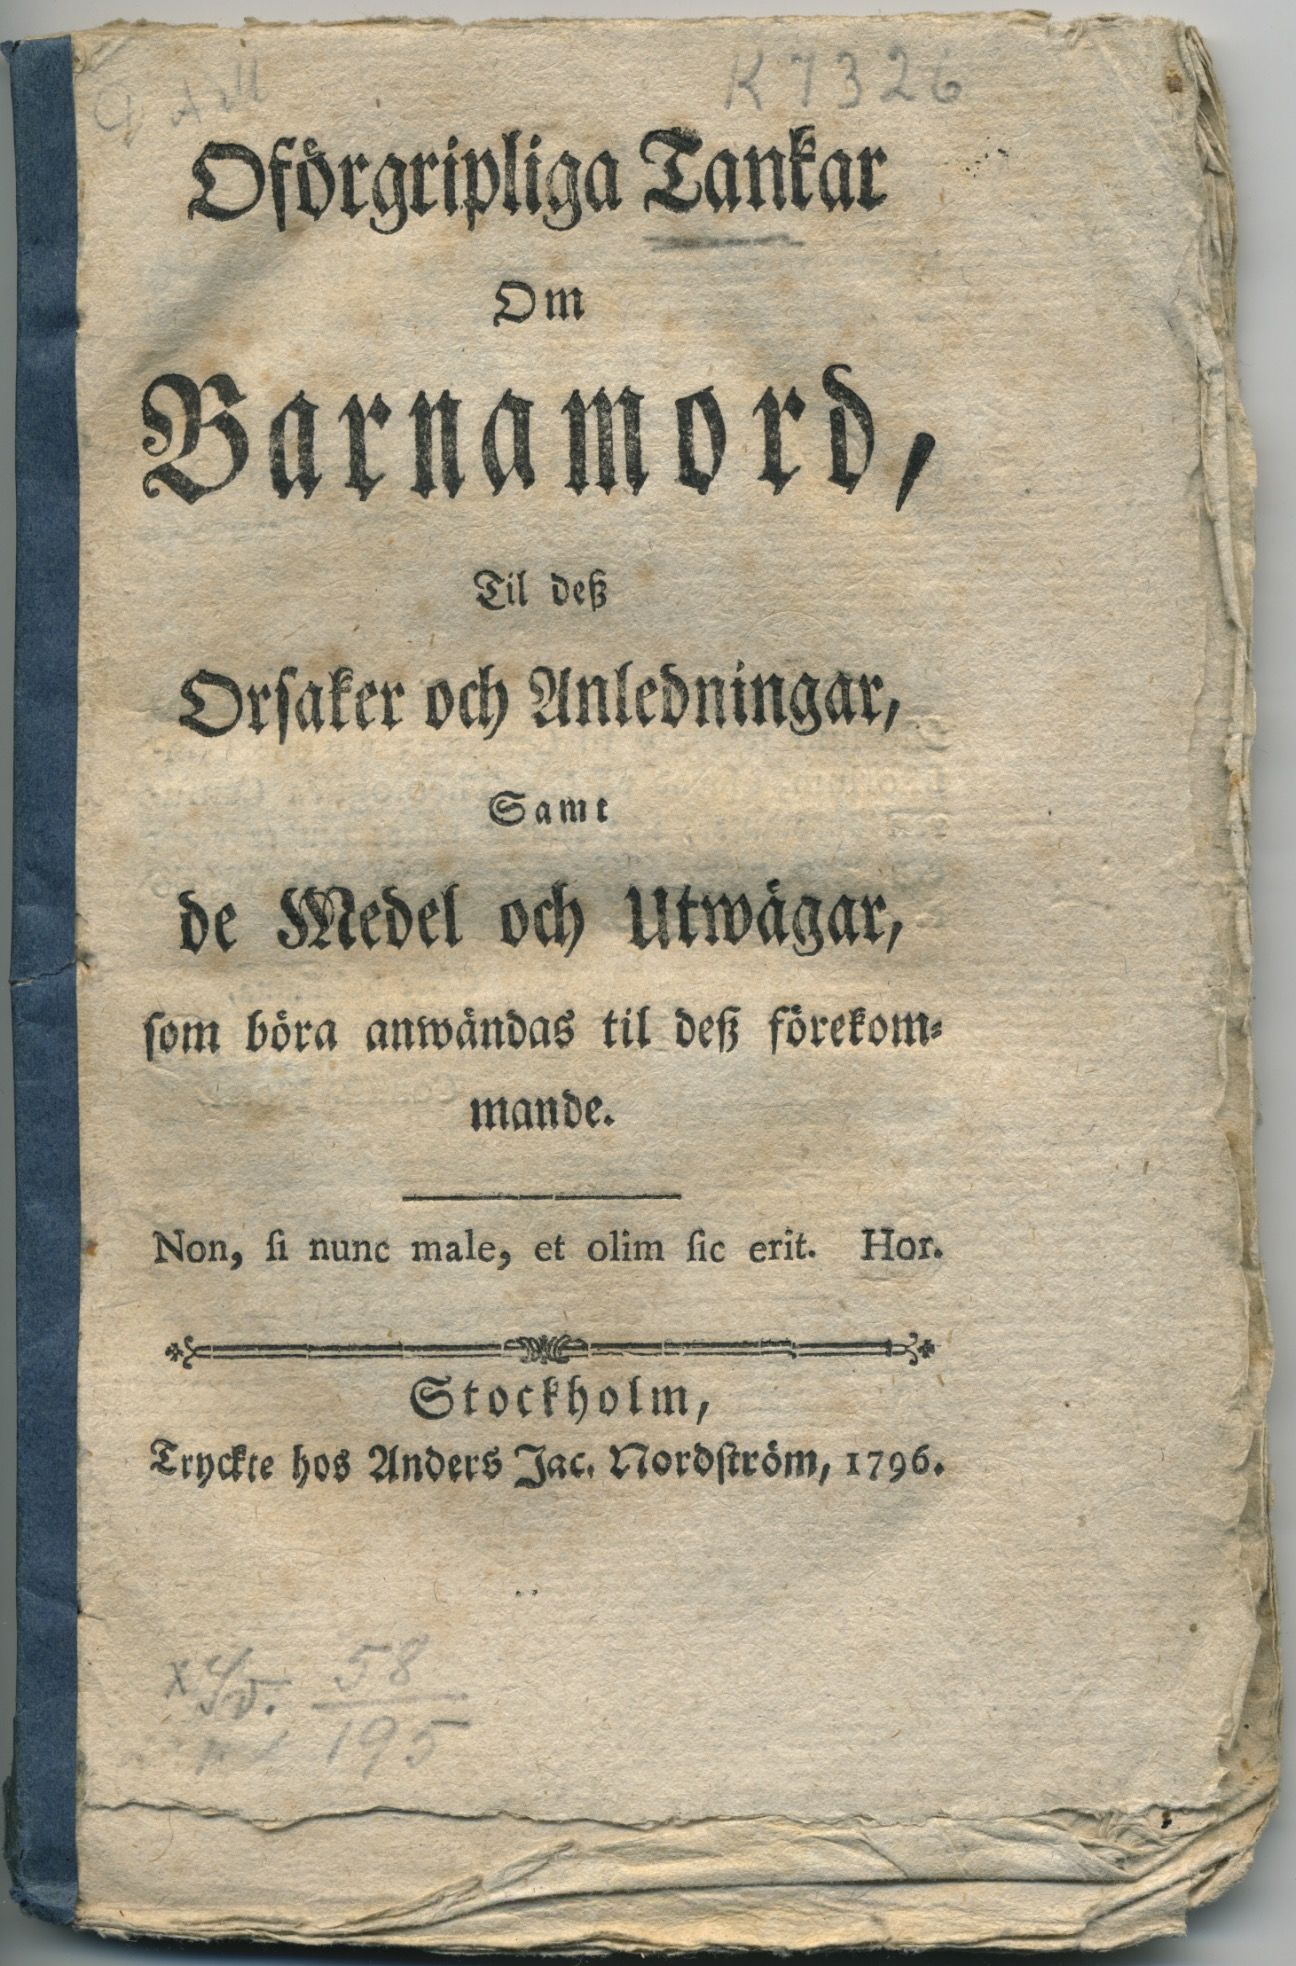 K 7326
Oförgripliga Tankar
Om
Barnamord,
Til deß
Orsaker och Anledningar,
Samt
de Medel och Utwägar,
som böra anwändas til deß förekom-
mande.
Non, ſi nunc male, et olim ſic erit. Hor.
Stockholm,
Tryckte hos Anders Jac. Nordström, 1796.
58
195